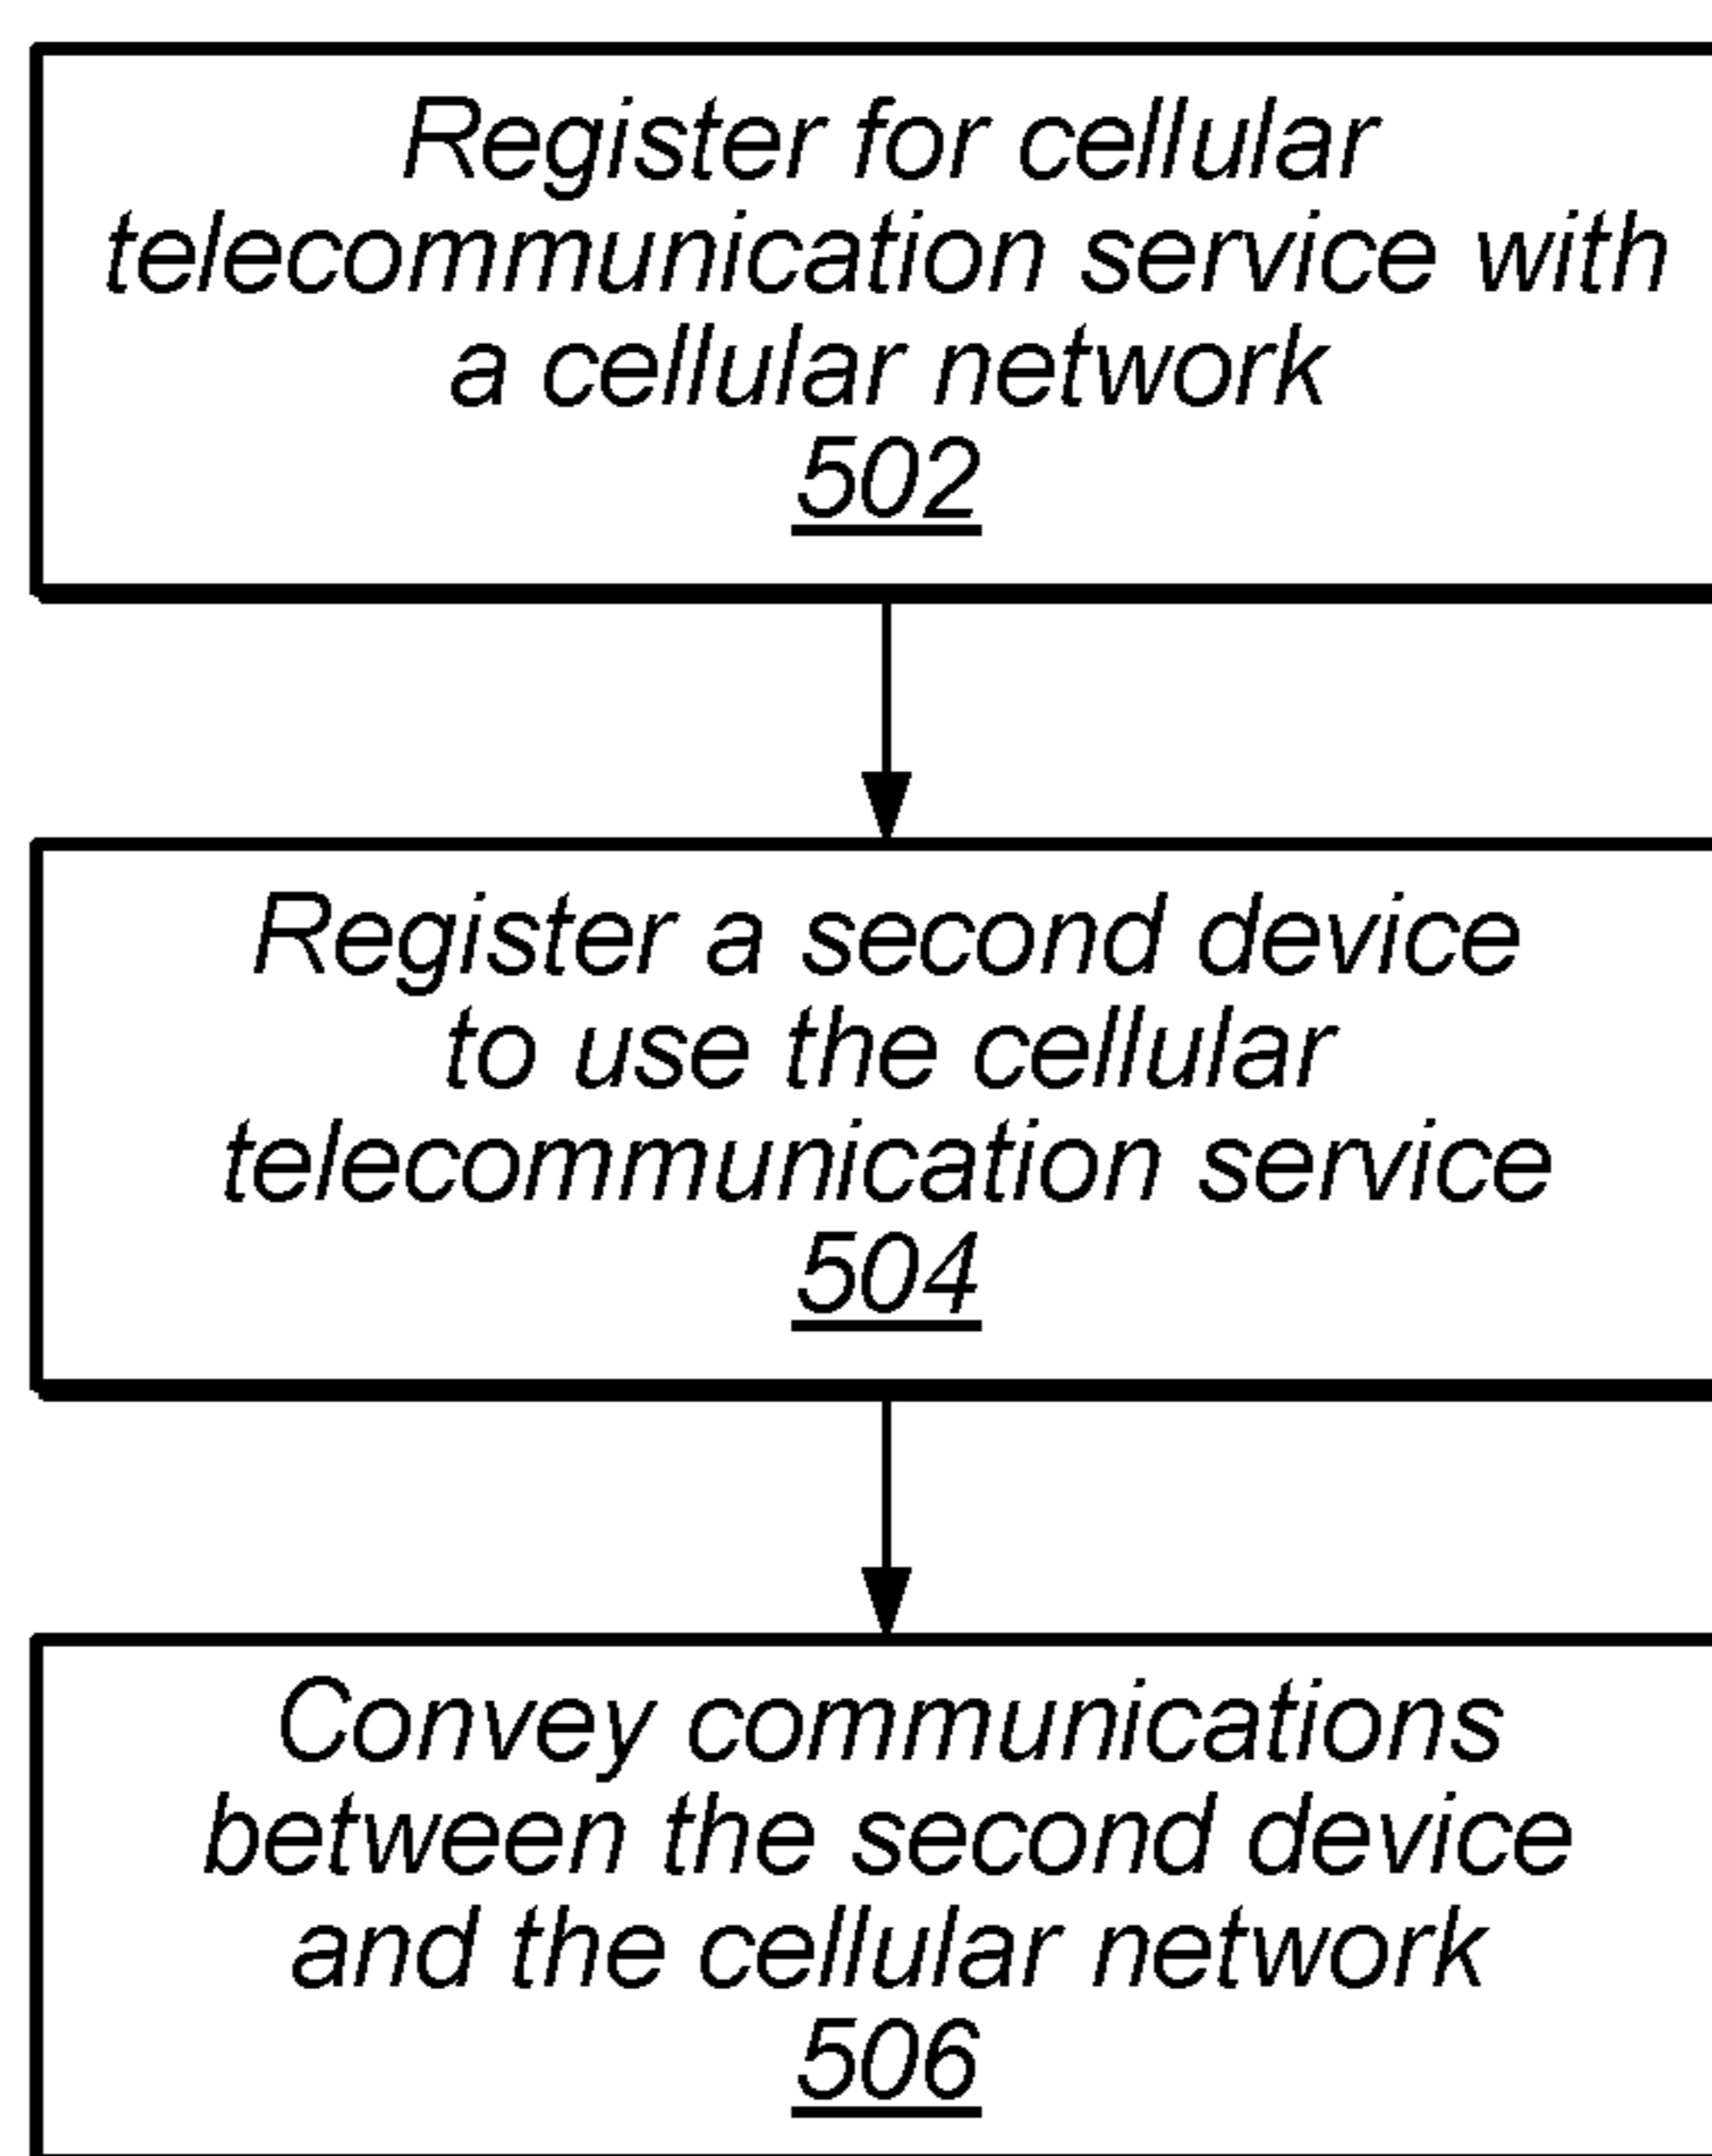 Register for cellular
telecommunication service with
a cellular network
502
Register a second device
to use the cellular
telecommunication service
504
Convey communications
between the second device
and the cellular network
506